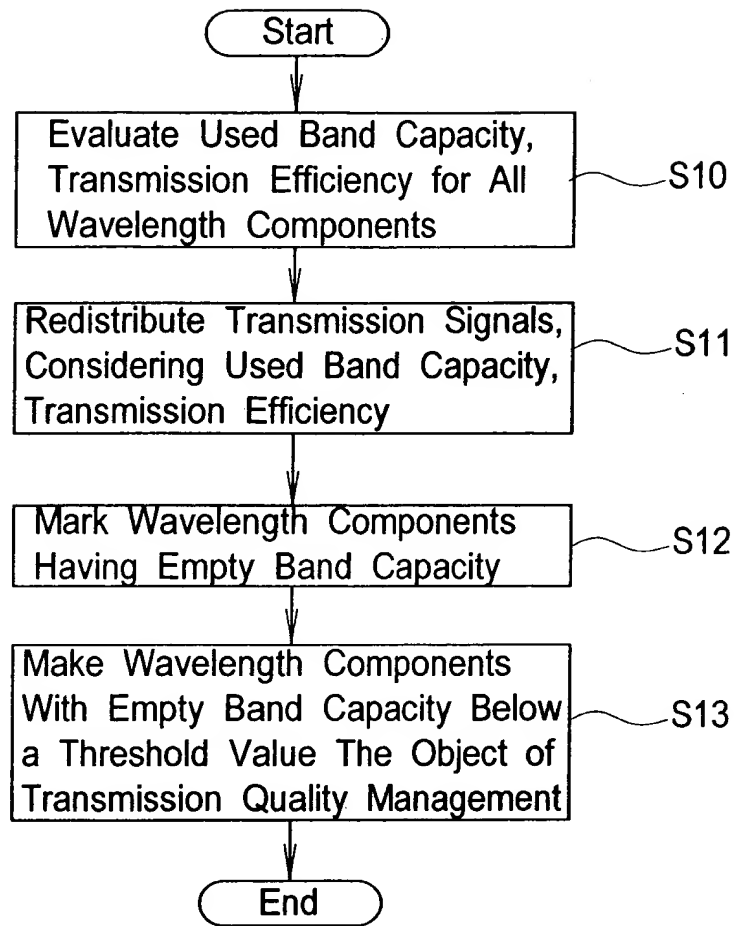 Start
Evaluate Used Band Capacity,
Transmission Efficiency for All
Wavelength Components
S10
Redistribute Transmission Signals,
Considering Used Band Capacity,
Transmission Efficiency
S11
Mark Wavelength Components
Having Empty Band Capacity
S12
Make Wavelength Components
With Empty Band Capacity Below
a Threshold Value The Object of
Transmission Quality Management
S13
End